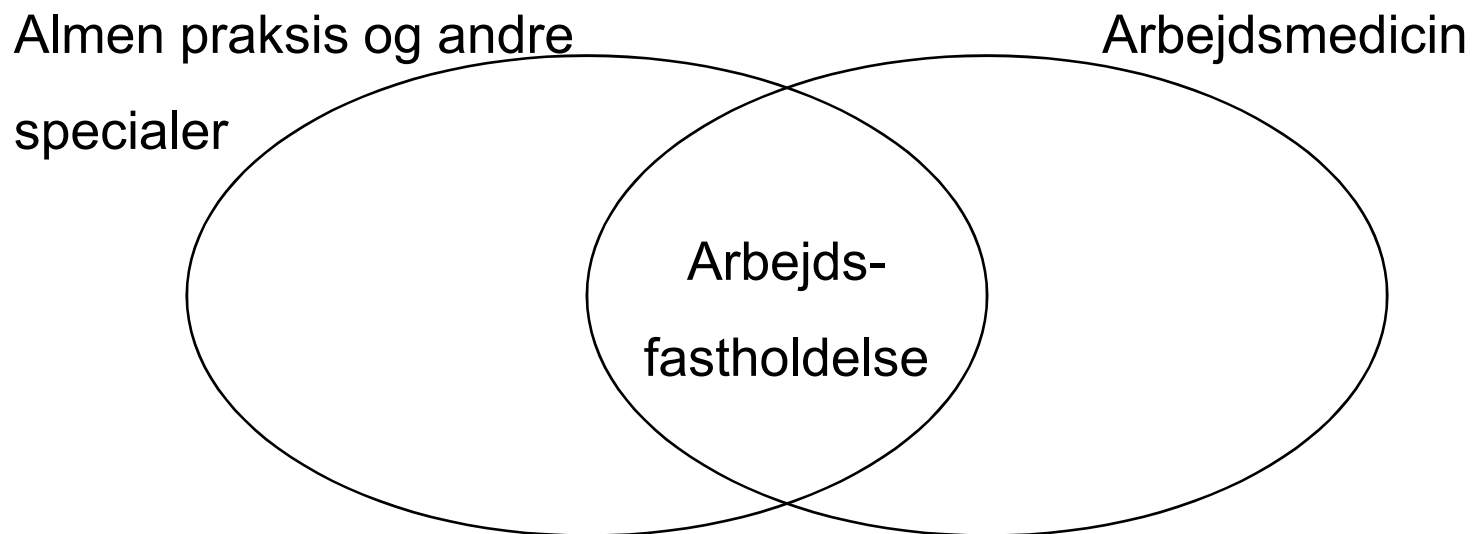 Almen praksis og andre
specialer
Arbejdsmedicin
Arbejds-
fastholdelse